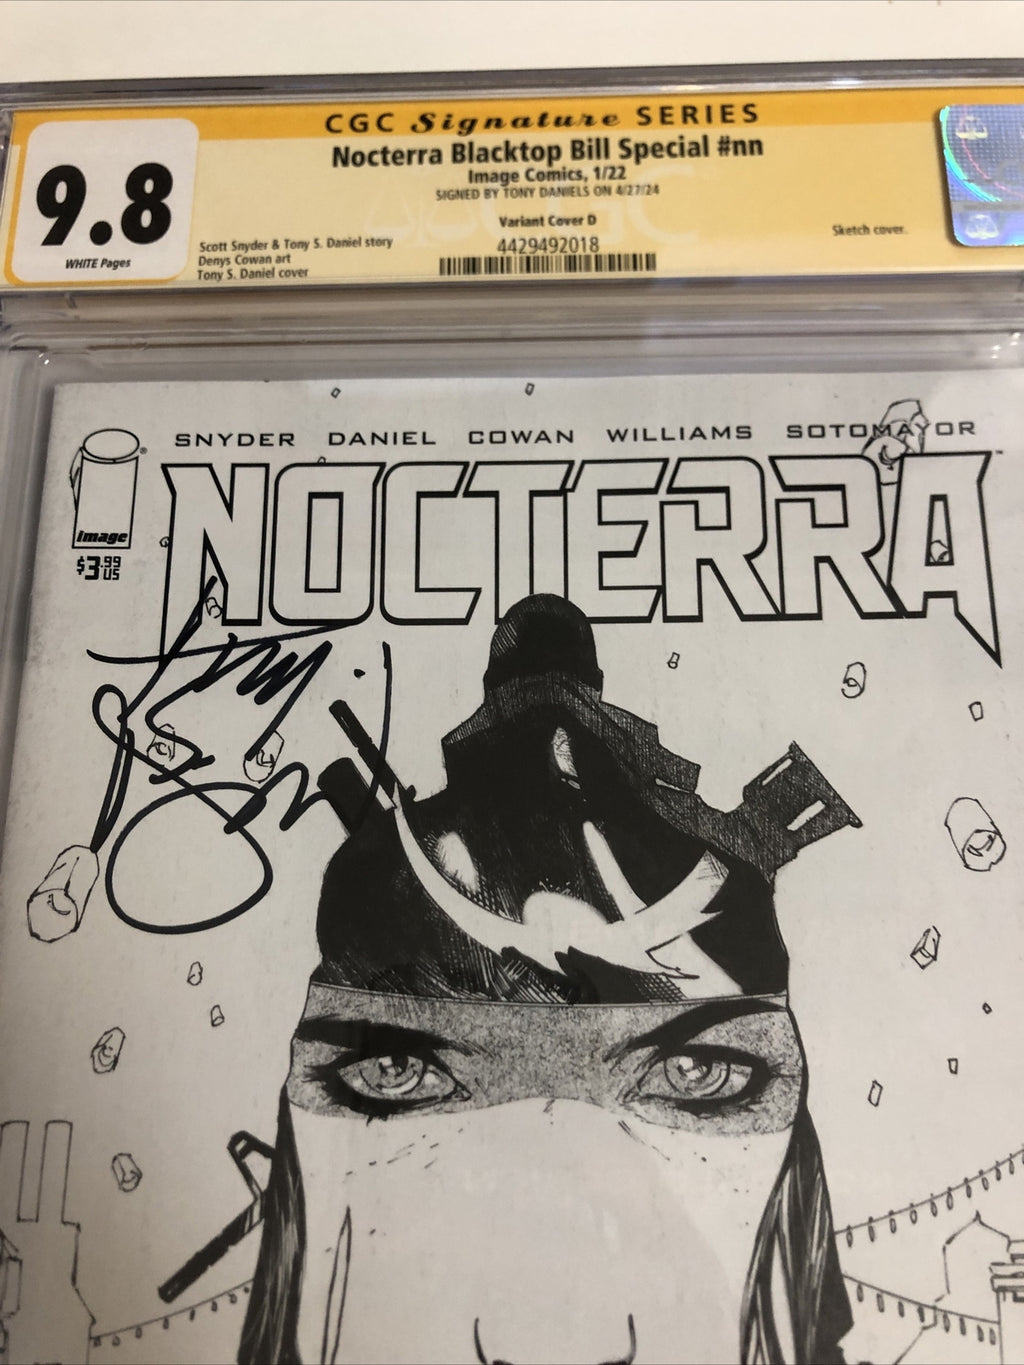 CGC Signature SERIES
Nocterra Blacktop Bill Special #nn
Image Comics, 1/22
SIGNED BY TONY DANIELS ON 4/27/24
9.8
WHITE Pages
Variant Cover D
4429492018
Scott Snyder & Tony S. Daniel story
Denys Cowan art
Tony S. Daniel cover
Sketch cover.
SNYDER DANIEL COWAN WILLIAMS SOTOMAYOR
NOCTERRA™
image®
$3.99
US